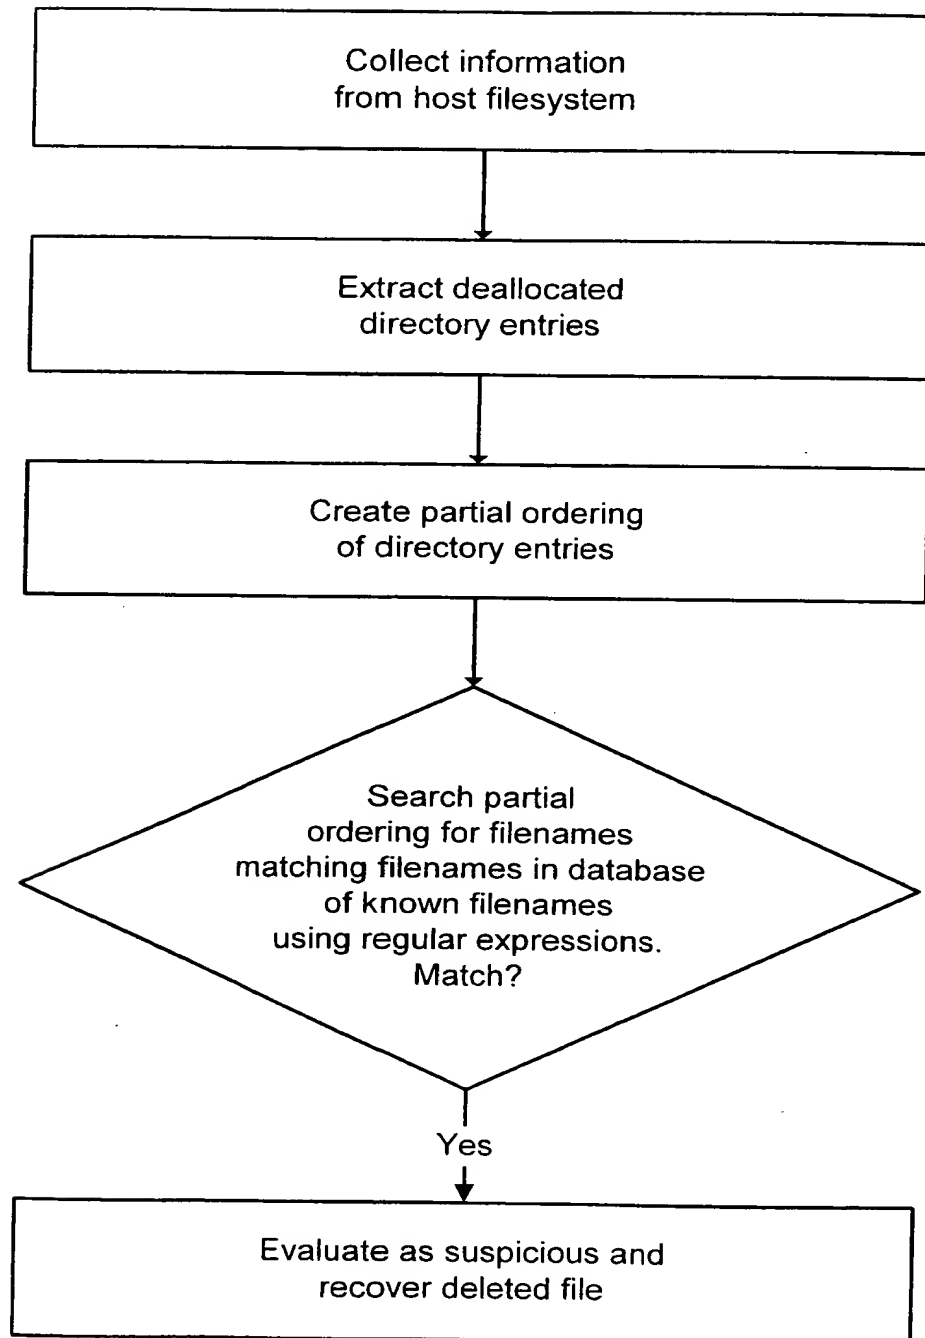 Collect information
from host filesystem
Extract deallocated
directory entries
Create partial ordering
of directory entries
Search partial
ordering for filenames
matching filenames in database
of known filenames
using regular expressions.
Match?
Yes
Evaluate as suspicious and
recover deleted file